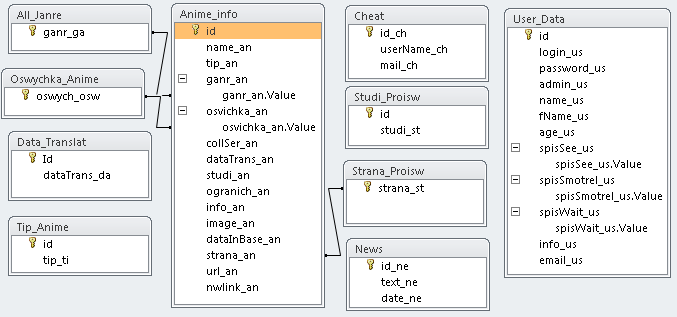 All_Janre
ganr_ga
Oswychka_Anime
oswych_osw
Data_Translat
Id
dataTrans_da
Tip_Anime
id
tip_ti
Anime_info
id
name_an
tip_an
ganr_an
ganr_an.Value
osvichka_an
osvichka_an.Value
collSer_an
dataTrans_an
studi_an
ogranich_an
info_an
image_an
dataInBase_an
strana_an
url_an
nwlink_an
Cheat
id_ch
userName_ch
mail_ch
Studi_Proisw
id
studi_st
Strana_Proisw
strana_st
News
id_ne
text_ne
date_ne
User_Data
id
login_us
password_us
admin_us
name_us
fName_us
age_us
spisSee_us
spisSee_us.Value
spisSmotrel_us
spisSmotrel_us.Value
spisWait_us
spisWait_us.Value
info_us
email_us